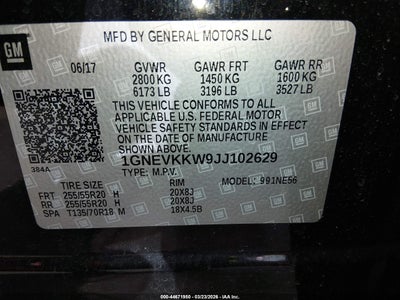 GM
MFD BY GENERAL MOTORS LLC
06/17 GVWR GAWR FRT GAWR RR
2800 KG 1450 KG 1600 KG
6173 LB 3196 LB 3527 LB
THIS VEHICLE CONFORMS TO ALL
APPLICABLE U.S. FEDERAL MOTOR
VEHICLE SAFETY STANDARDS IN
EFFECT ON THE DATE OF
MANUFACTURE SHOWN ABOVE.
384A 1GNEVKKW9JJ102629
TYPE: M.P.V. MODEL: 991NE56
TIRE SIZE RIM
FRT 255/55R20 H 20X8J
RR 255/55R20 H 20X8J
SPA T135/70R18 M 18X4.5B
000-44671960 - 03/23/2026 - IAA Inc.